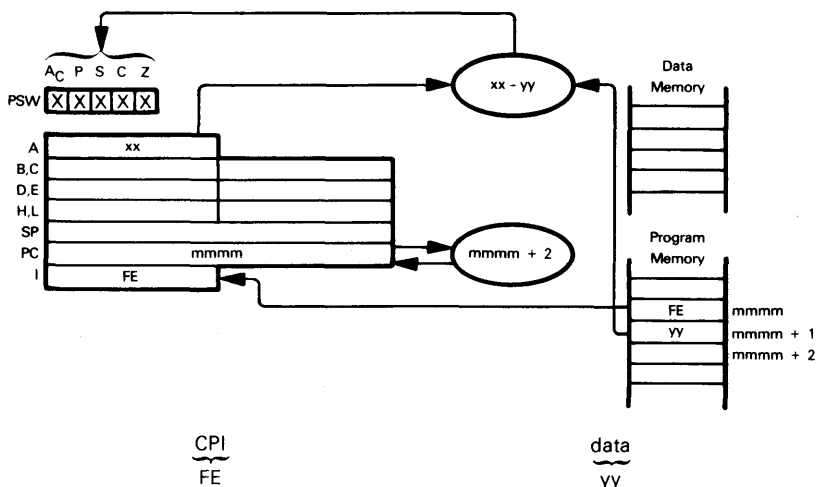 A_C P S C Z
PSW X X X X X
xx - yy
Data
Memory
A xx
B,C
D,E
H,L
SP
PC mmmm
mmmm + 2
I FE
Program
Memory
FE mmmm
yy mmmm + 1
mmmm + 2
CPI
FE
data
yy